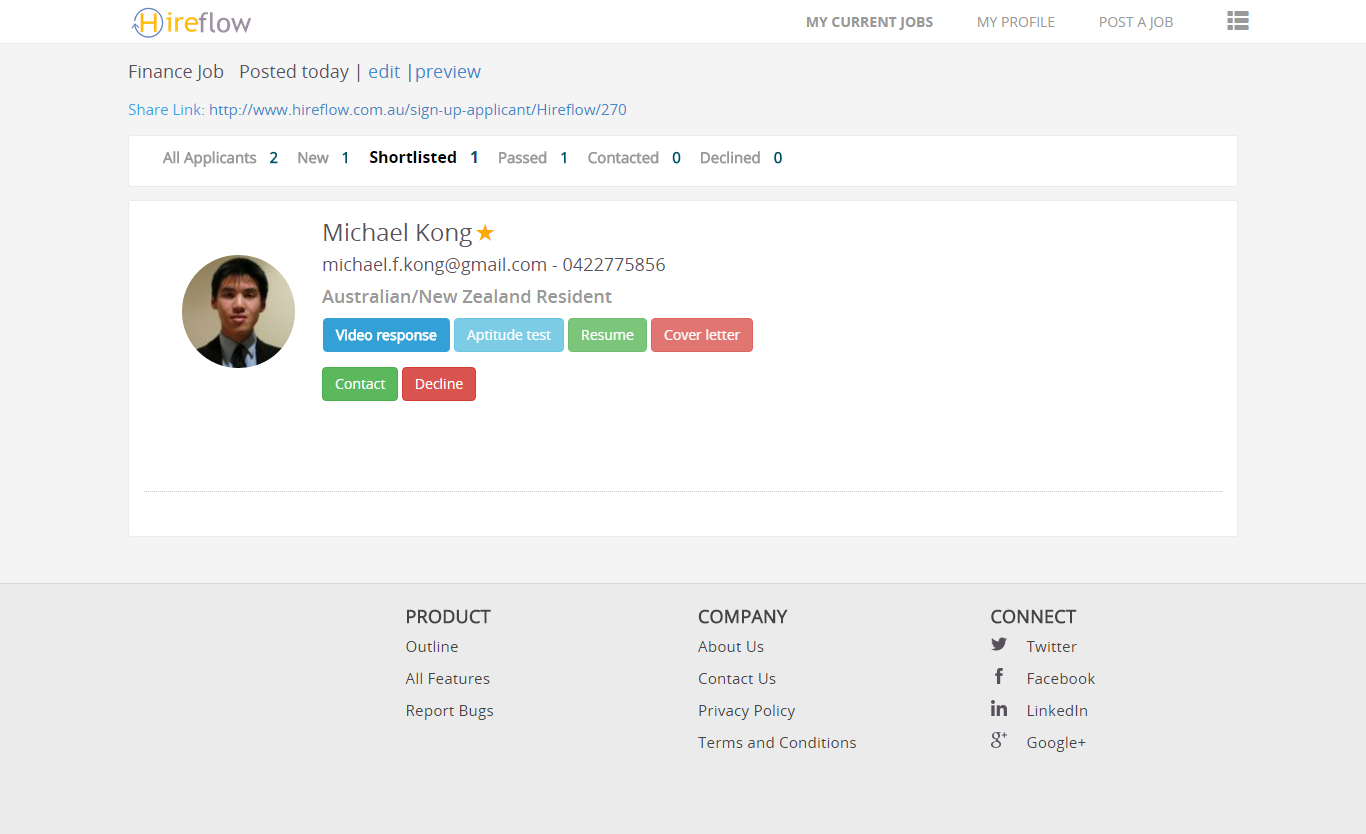 Hireflow
MY CURRENT JOBS MY PROFILE POST A JOB
Finance Job Posted today | edit |preview
Share Link: http://www.hireflow.com.au/sign-up-applicant/Hireflow/270
All Applicants 2 New 1 Shortlisted 1 Passed 1 Contacted 0 Declined 0
Michael Kong
michael.f.kong@gmail.com - 0422775856
Australian/New Zealand Resident
Video response Aptitude test Resume Cover letter
Contact Decline
PRODUCT COMPANY CONNECT
Outline About Us Twitter
All Features Contact Us Facebook
Report Bugs Privacy Policy LinkedIn
Terms and Conditions Google+